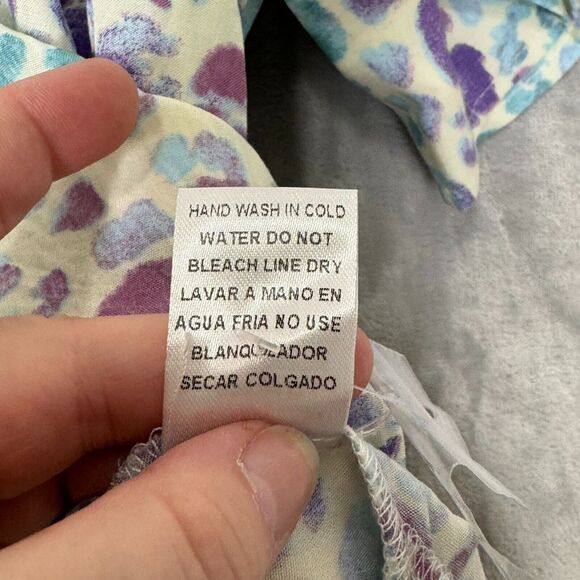 HAND WASH IN COLD
WATER DO NOT
BLEACH LINE DRY
LAVAR A MANO EN
AGUA FRIA NO USE
BLANQUEADOR
SECAR COLGADO